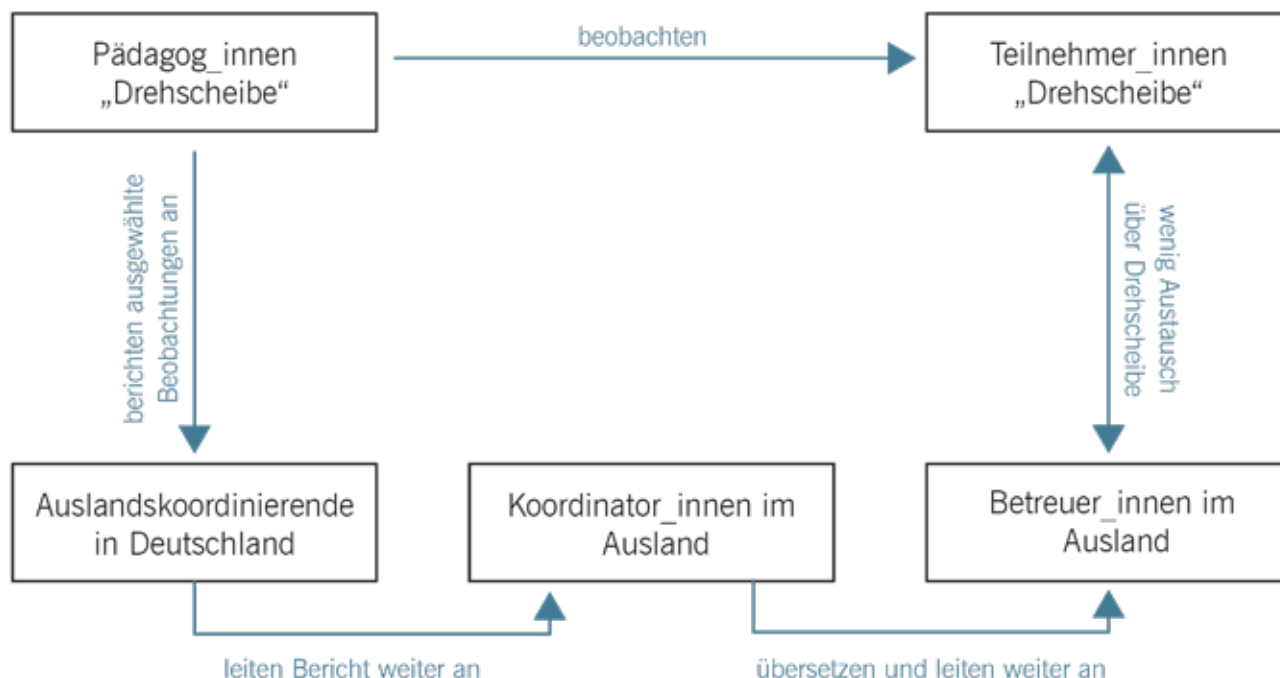 Pädagog_innen
„Drehscheibe“
beobachten
Teilnehmer_innen
„Drehscheibe“
berichten ausgewählte
Beobachtungen an
wenig Austausch
über Drehscheibe
Auslandskoordinierende
in Deutschland
Koordinator_innen im
Ausland
Betreuer_innen im
Ausland
leiten Bericht weiter an
übersetzen und leiten weiter an